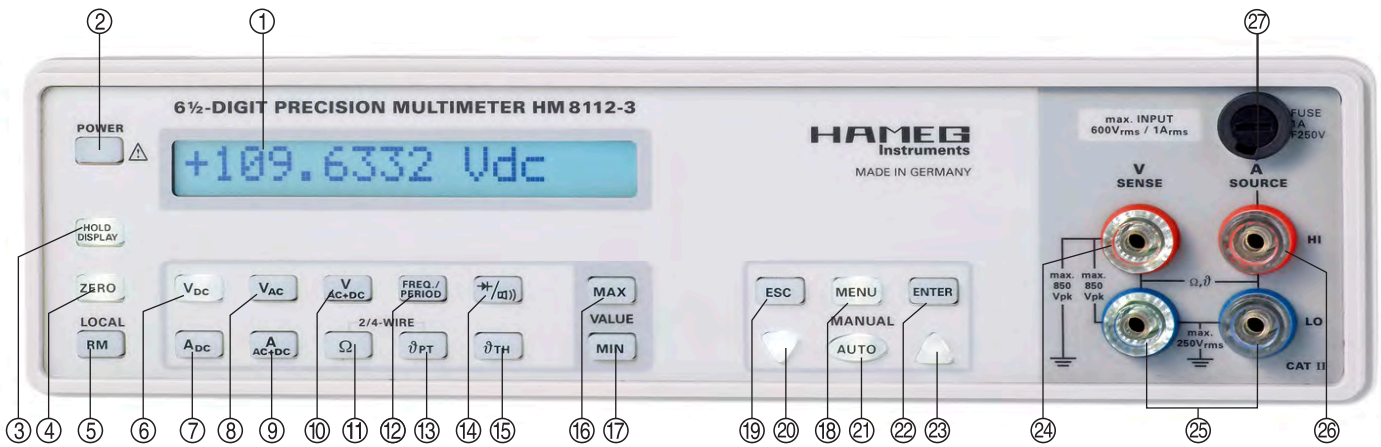 ② ① ㉗
6½-DIGIT PRECISION MULTIMETER HM 8112-3
POWER
+109.6332 Vdc
HAMEG
Instruments
MADE IN GERMANY
max. INPUT
600Vrms / 1Arms
FUSE
1A
F250V
V
SENSE
A
SOURCE
HOLD
DISPLAY
HI
ZERO
VDC
VAC
V
AC+DC
FREQ./
PERIOD
MAX
ESC
MENU
ENTER
max.
850
Vpk
max.
850
Vpk
Ω,ϑ
LOCAL
2/4-WIRE
VALUE
MANUAL
LO
RM
ADC
A
AC+DC
Ω
ϑPT
ϑTH
MIN
AUTO
max.
250Vrms
CAT II
③ ④ ⑤ ⑥ ⑦ ⑧ ⑨ ⑩ ⑪ ⑫ ⑬ ⑭ ⑮ ⑯ ⑰ ⑲ ⑳ ⑱ ㉑ ㉒ ㉓ ㉔ ㉕ ㉖